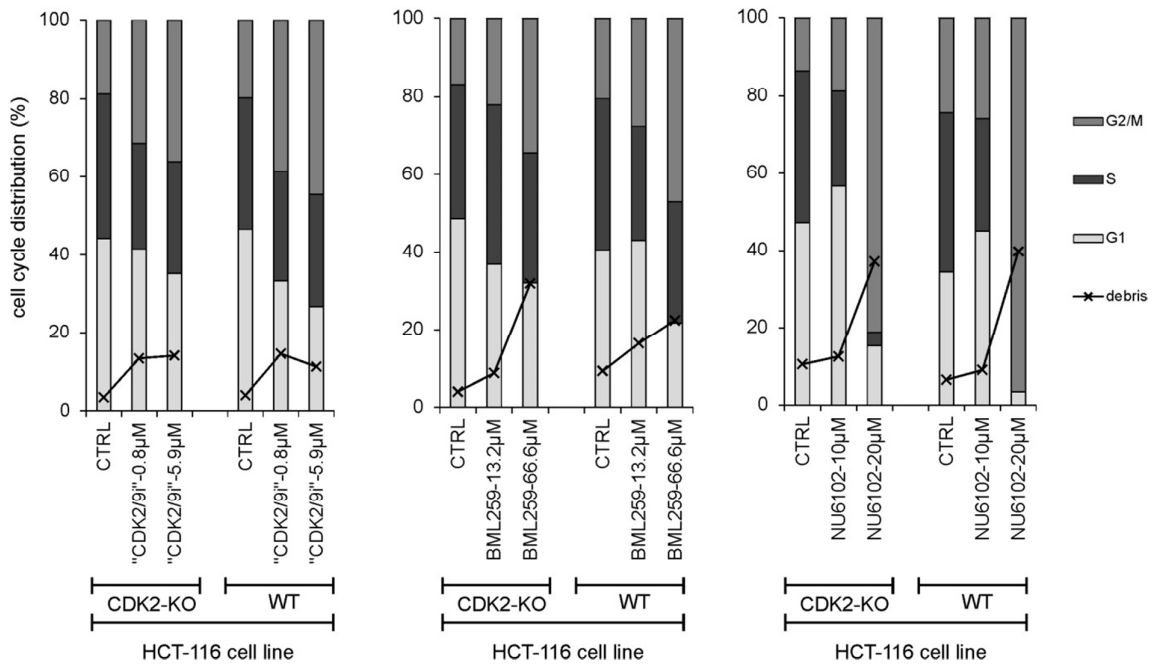 cell cycle distribution (%)
100
80
60
40
20
0
CTRL
"CDK2/9i"-0.8µM
"CDK2/9i"-5.9µM
CTRL
"CDK2/9i"-0.8µM
"CDK2/9i"-5.9µM
CDK2-KO
WT
HCT-116 cell line
100
80
60
40
20
0
CTRL
BML259-13.2µM
BML259-66.6µM
CTRL
BML259-13.2µM
BML259-66.6µM
CDK2-KO
WT
HCT-116 cell line
100
80
60
40
20
0
CTRL
NU6102-10µM
NU6102-20µM
CTRL
NU6102-10µM
NU6102-20µM
CDK2-KO
WT
HCT-116 cell line
G2/M
S
G1
debris